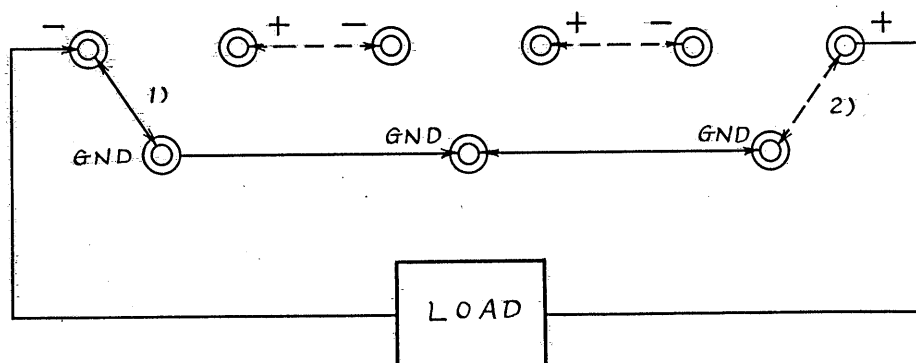 - + - + - +
1) 2)
GND GND GND
LOAD